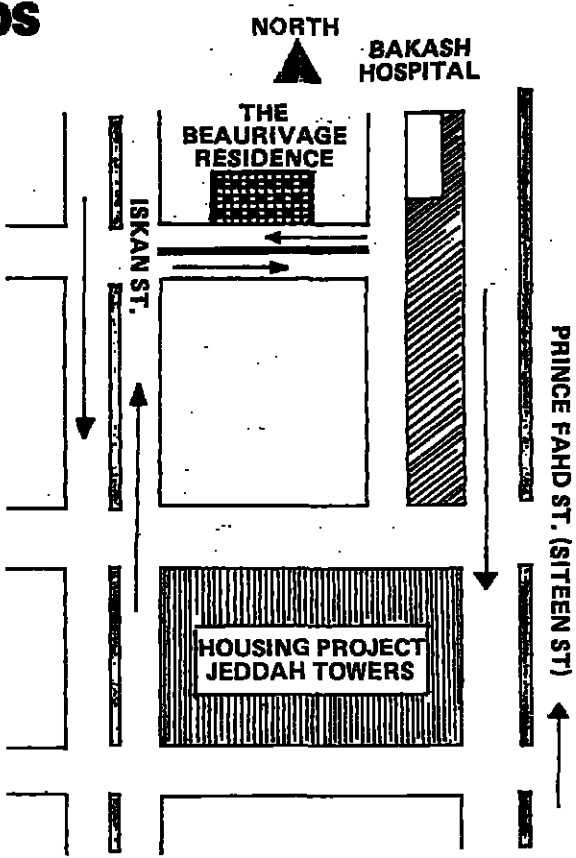 NORTH
BAKASH
HOSPITAL
THE
BEAURIVAGE
RESIDENCE
ISKAN ST.
PRINCE FAHD ST. (SITEEN ST)
HOUSING PROJECT
JEDDAH TOWERS